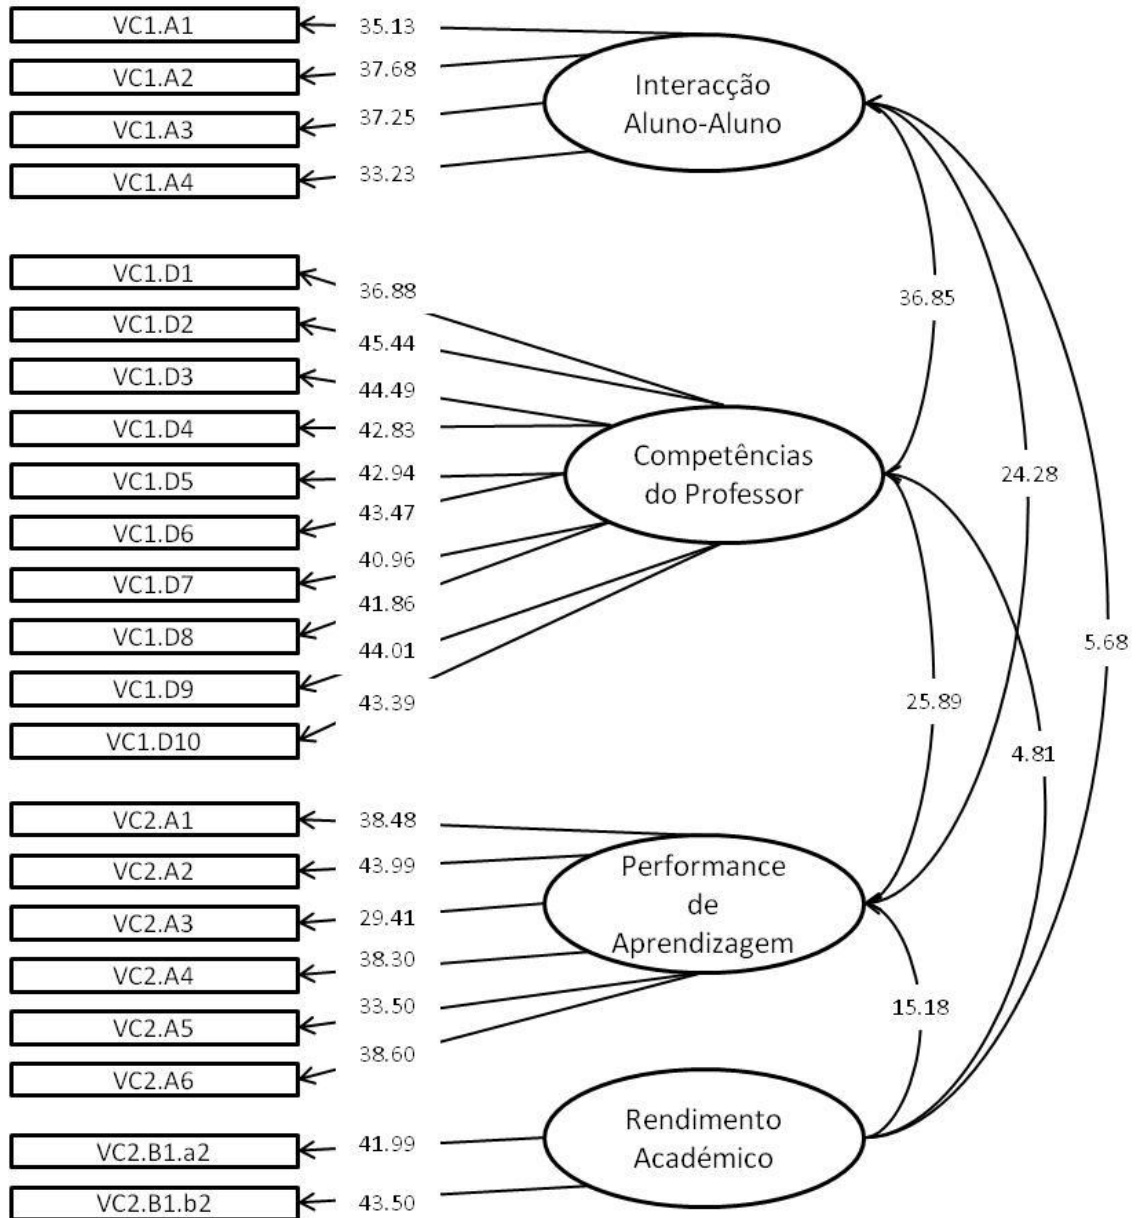 VC1.A1
35.13
VC1.A2
37.68
VC1.A3
37.25
VC1.A4
33.23
Interacção
Aluno-Aluno
VC1.D1
36.88
VC1.D2
45.44
VC1.D3
44.49
VC1.D4
42.83
VC1.D5
42.94
VC1.D6
43.47
VC1.D7
40.96
VC1.D8
41.86
VC1.D9
44.01
VC1.D10
43.39
Competências
do Professor
36.85
24.28
5.68
25.89
4.81
VC2.A1
38.48
VC2.A2
43.99
VC2.A3
29.41
VC2.A4
38.30
VC2.A5
33.50
VC2.A6
38.60
Performance
de
Aprendizagem
15.18
VC2.B1.a2
41.99
VC2.B1.b2
43.50
Rendimento
Académico